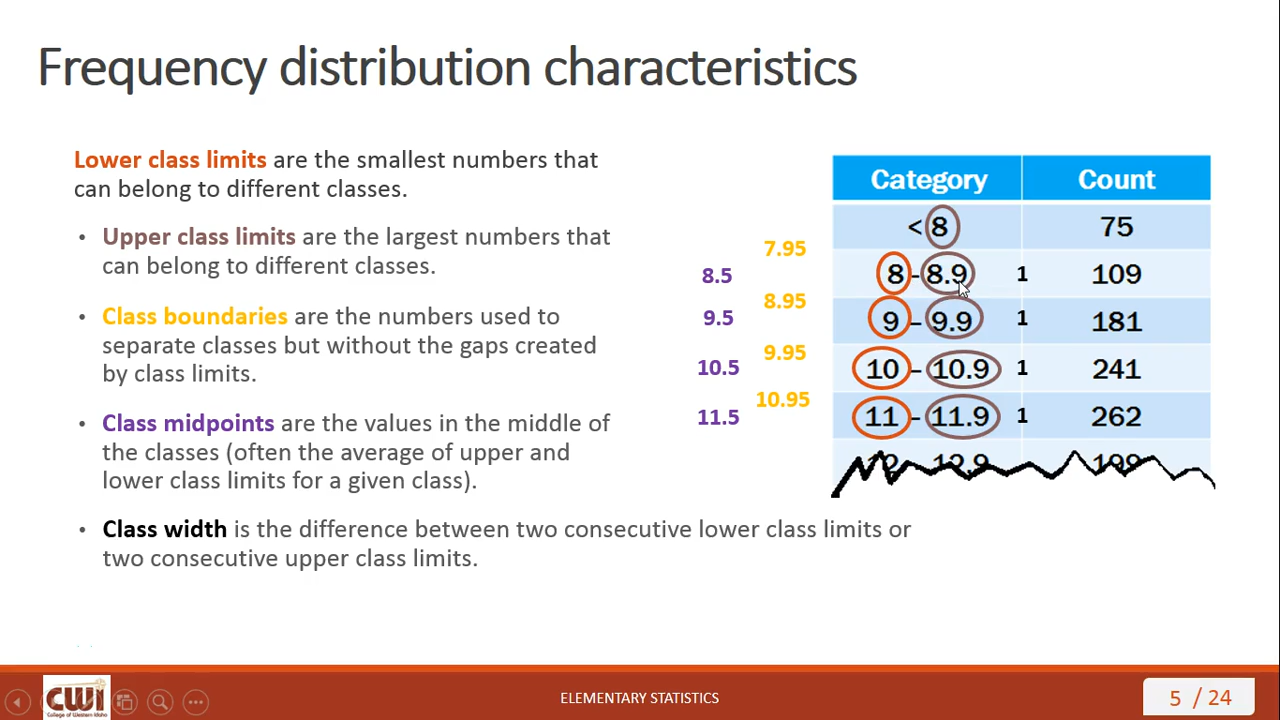 Frequency distribution characteristics
Lower class limits are the smallest numbers that
can belong to different classes.
• Upper class limits are the largest numbers that
can belong to different classes.
• Class boundaries are the numbers used to
separate classes but without the gaps created
by class limits.
• Class midpoints are the values in the middle of
the classes (often the average of upper and
lower class limits for a given class).
• Class width is the difference between two consecutive lower class limits or
two consecutive upper class limits.
Category Count
< 8 75
7.95
8.5 8 - 8.9 1 109
8.95
9.5 9 - 9.9 1 181
9.95
10.5 10 - 10.9 1 241
10.95
11.5 11 - 11.9 1 262
12 12.9 199
CWI
College of Western Idaho
ELEMENTARY STATISTICS
5 / 24